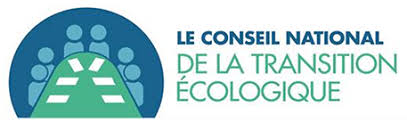 LE CONSEIL NATIONAL
DE LA TRANSITION
ÉCOLOGIQUE